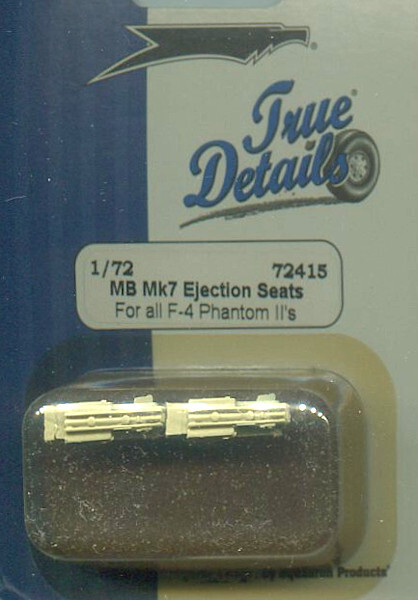 True
Details
1/72 72415
MB Mk7 Ejection Seats
For all F-4 Phantom II's
by Squadron Products